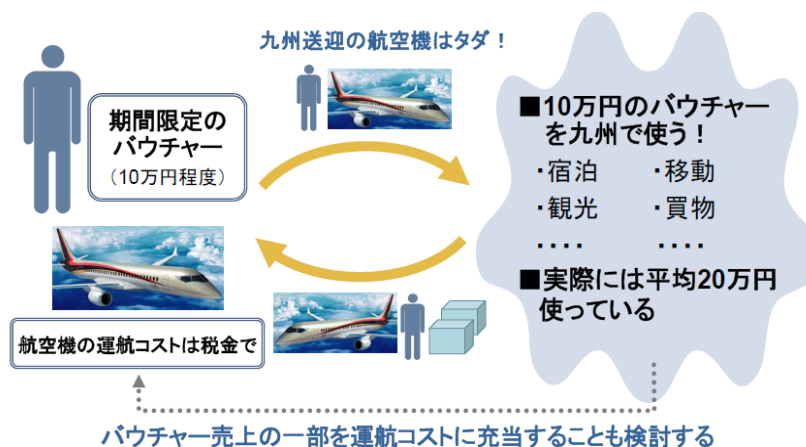 九州送迎の航空機はタダ！
期間限定の
バウチャー
（10万円程度）
■10万円のバウチャー
を九州で使う！
・宿泊 ・移動
・観光 ・買物
‥‥ ‥‥
■実際には平均20万円
使っている
航空機の運航コストは税金で
バウチャー売上の一部を運航コストに充当することも検討する